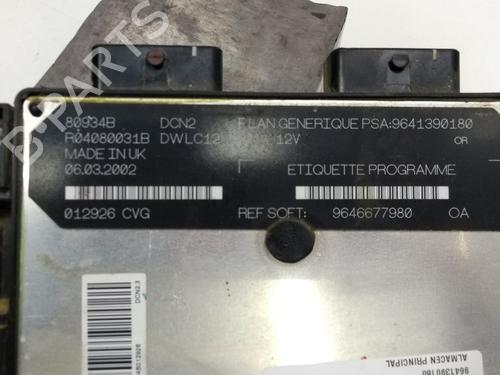 80934B DCN2 PLAN GENERIQUE PSA:9641390180
R04080031B DWLC12 12V OR
MADE IN UK
06.03.2002 ETIQUETTE PROGRAMME
012926 CVG REF SOFT: 9646677980 OA
DCN2.3
ALMACEN PRINCIPAL
9641390180
B-PARTS